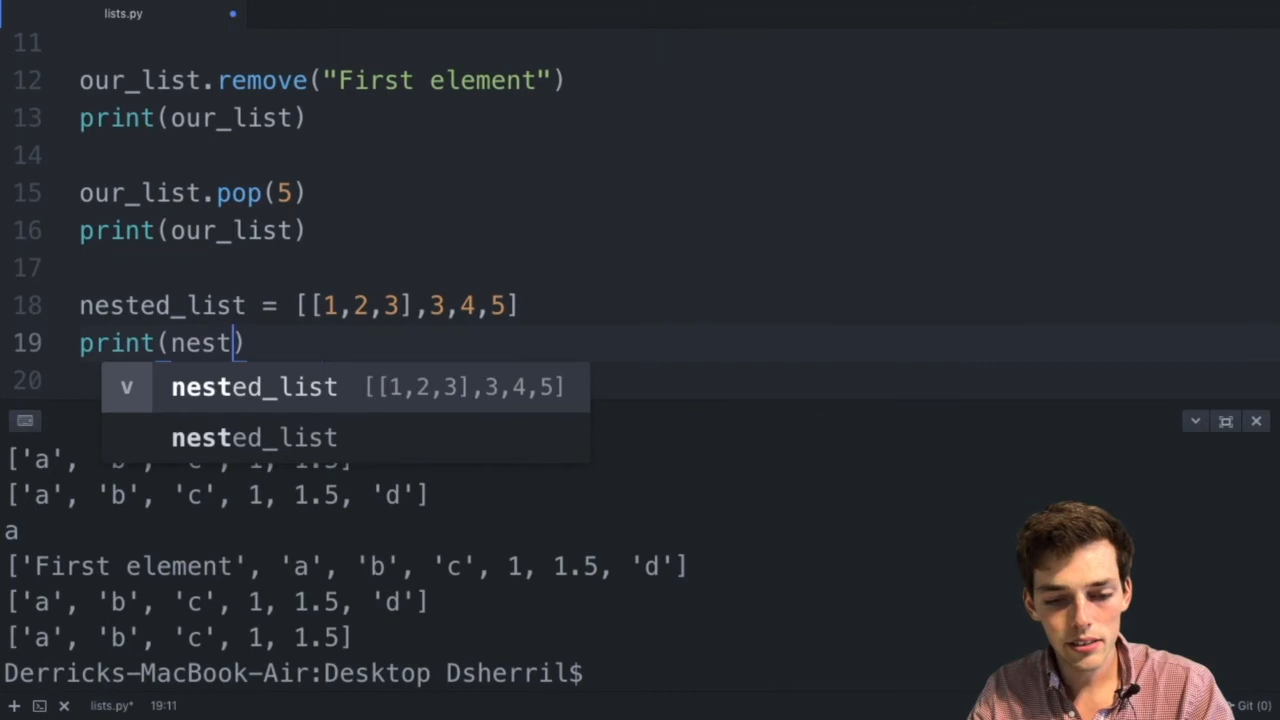 lists.py
11
12 our_list.remove("First element")
13 print(our_list)
14
15 our_list.pop(5)
16 print(our_list)
17
18 nested_list = [[1,2,3],3,4,5]
19 print(nest)
20
v nested_list [[1,2,3],3,4,5]
nested_list
['a', 'b', 'c', 1, 1.5]
['a', 'b', 'c', 1, 1.5, 'd']
a
['First element', 'a', 'b', 'c', 1, 1.5, 'd']
['a', 'b', 'c', 1, 1.5, 'd']
['a', 'b', 'c', 1, 1.5]
Derricks-MacBook-Air:Desktop Dsherril$
lists.py* 19:11 Git (0)